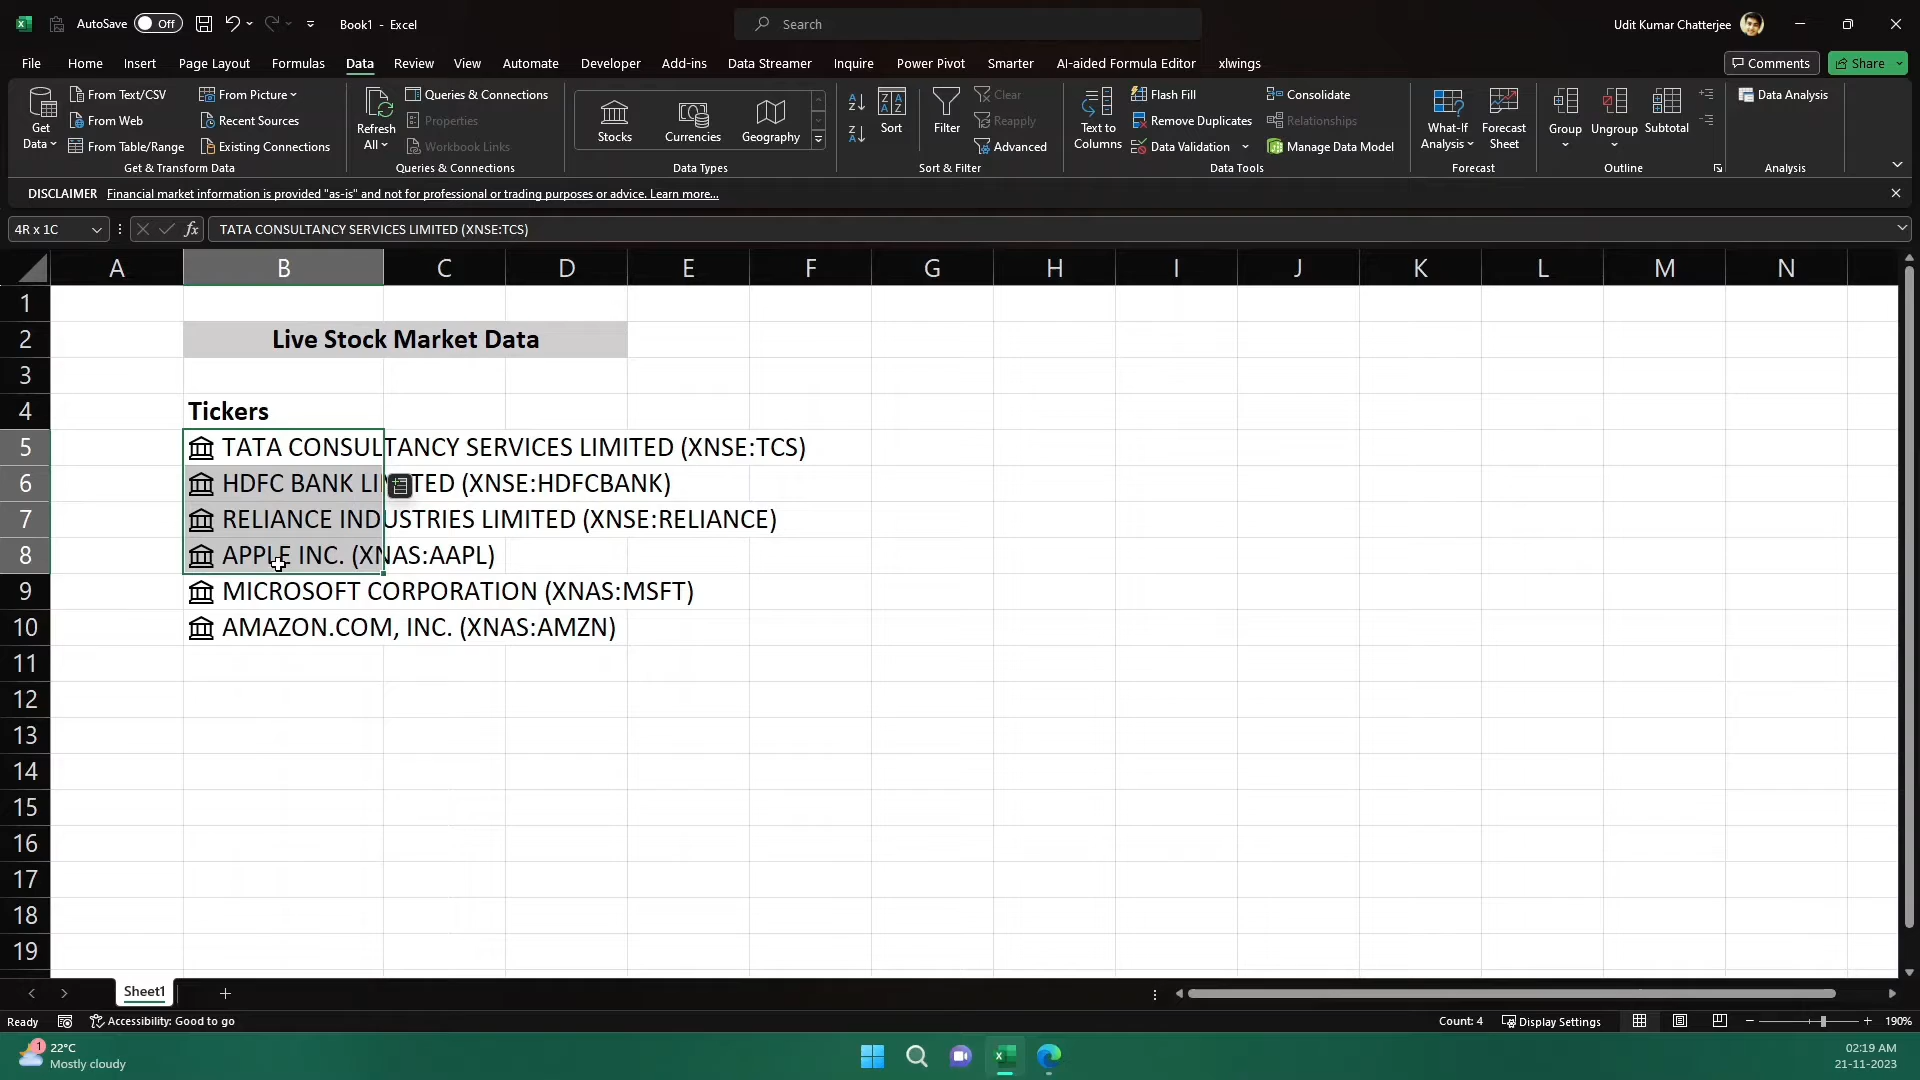 AutoSave Off Book1 - Excel Search Udit Kumar Chatterjee
File Home Insert Page Layout Formulas Data Review View Automate Developer Add-ins Data Streamer Inquire Power Pivot Smarter AI-aided Formula Editor xlwings Comments Share
Get Data
From Text/CSV
From Web
From Table/Range
From Picture
Recent Sources
Existing Connections
Get & Transform Data
Refresh All
Queries & Connections
Properties
Workbook Links
Queries & Connections
Stocks
Currencies
Geography
Data Types
Sort
Filter
Clear
Reapply
Advanced
Sort & Filter
Text to Columns
Flash Fill
Remove Duplicates
Data Validation
Consolidate
Relationships
Manage Data Model
Data Tools
What-If Analysis
Forecast Sheet
Forecast
Group
Ungroup
Subtotal
Outline
Data Analysis
Analysis
DISCLAIMER Financial market information is provided "as-is" and not for professional or trading purposes or advice. Learn more...
4R x 1C fx TATA CONSULTANCY SERVICES LIMITED (XNSE:TCS)
A B C D E F G H I J K L M N
1
2 Live Stock Market Data
3
4 Tickers
5 TATA CONSULTANCY SERVICES LIMITED (XNSE:TCS)
6 HDFC BANK LI TED (XNSE:HDFCBANK)
7 RELIANCE INDUSTRIES LIMITED (XNSE:RELIANCE)
8 APPLE INC. (XNAS:AAPL)
9 MICROSOFT CORPORATION (XNAS:MSFT)
10 AMAZON.COM, INC. (XNAS:AMZN)
11
12
13
14
15
16
17
18
19
Sheet1
Ready Accessibility: Good to go Count: 4 Display Settings 190%
1 22°C
Mostly cloudy
02:19 AM
21-11-2023